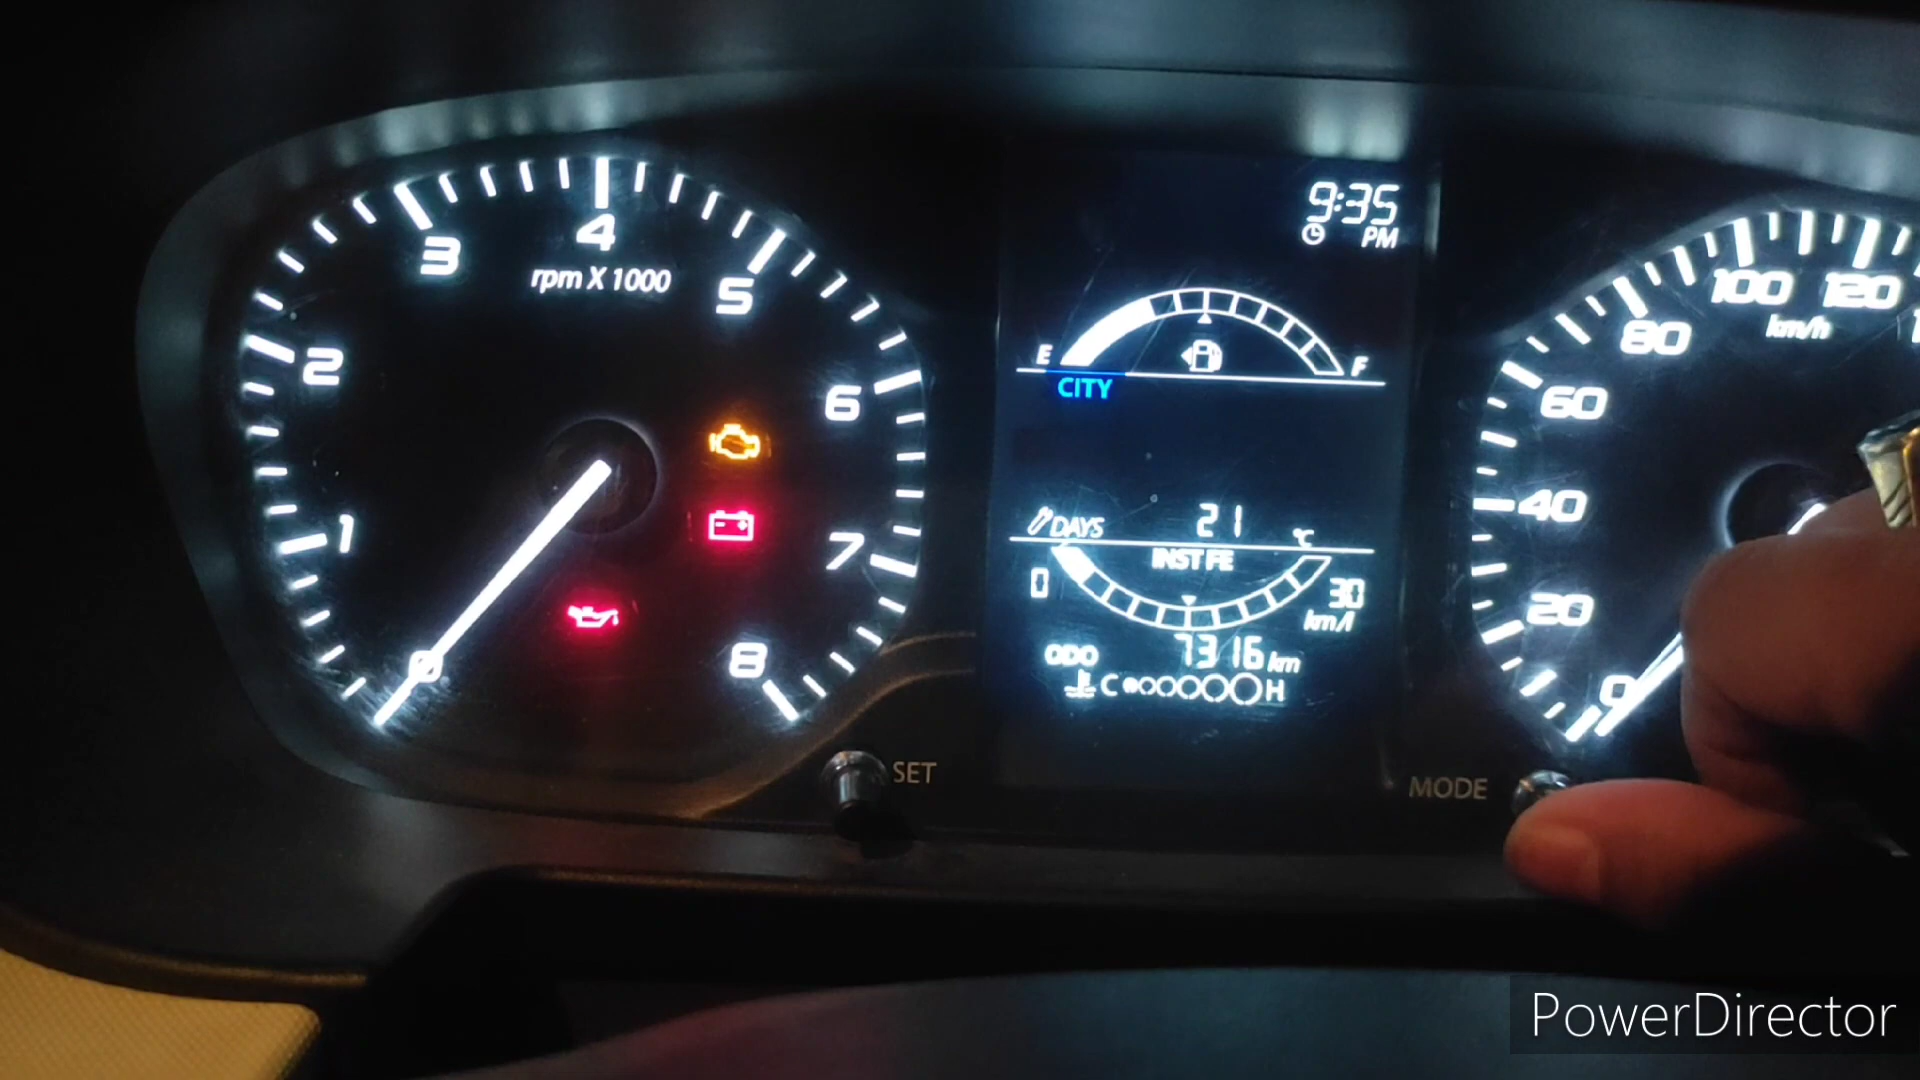 9:35
PM
0 1 2 3 4 5 6 7 8
rpm X 1000
E F
CITY
DAYS 21 °C
INST FE
0 30
km/l
ODO 7316 km
C H
0 20 40 60 80 100 120
km/h
SET
MODE
PowerDirector